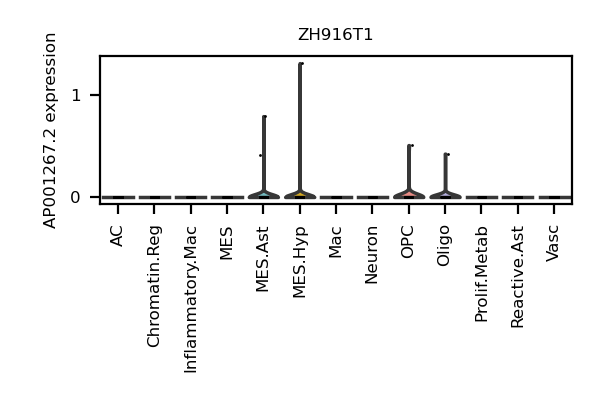 ZH916T1
AP001267.2 expression
1
0
AC
Chromatin.Reg
Inflammatory.Mac
MES
MES.Ast
MES.Hyp
Mac
Neuron
OPC
Oligo
Prolif.Metab
Reactive.Ast
Vasc